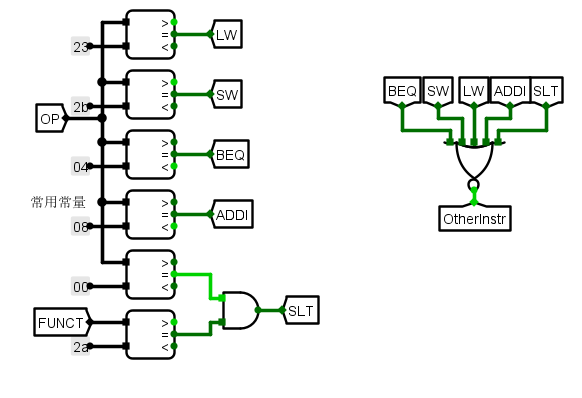 >
23 = LW
<
>
2b = SW
<
OP
>
04 = BEQ
<
常用常量
>
08 = ADDI
<
>
00 =
<
SLT
FUNCT
>
2a =
<
BEQ SW LW ADDI SLT
OtherInstr